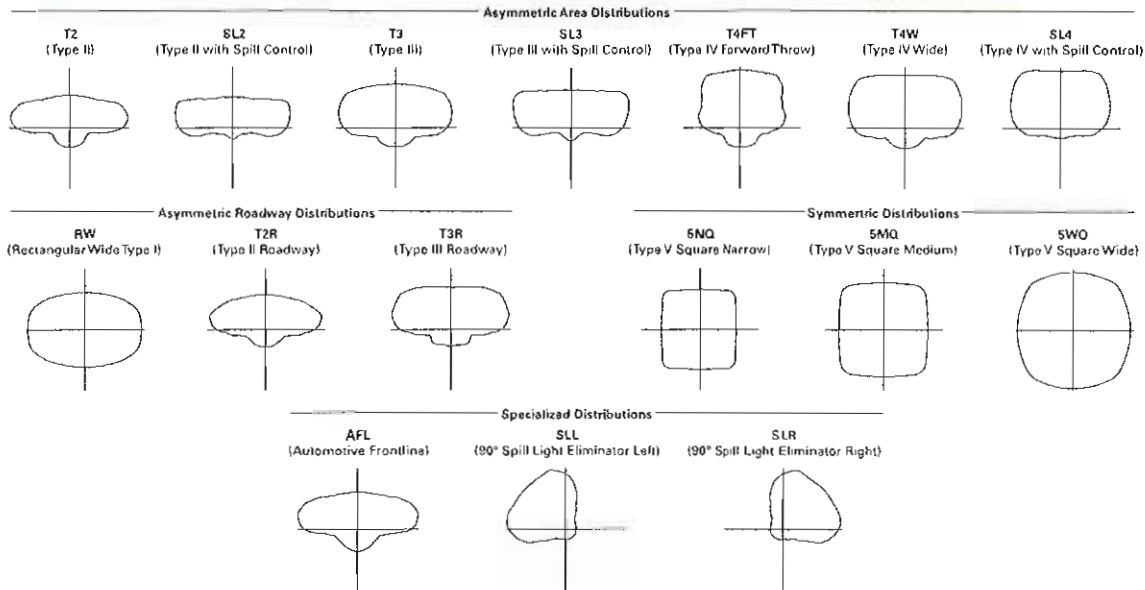 Asymmetric Area Distributions
T2
(Type II)
SL2
(Type II with Spill Control)
T3
(Type III)
SL3
(Type III with Spill Control)
T4FT
(Type IV Forward Throw)
T4W
(Type IV Wide)
SL4
(Type IV with Spill Control)
Asymmetric Roadway Distributions
RW
(Rectangular Wide Type I)
T2R
(Type II Roadway)
T3R
(Type III Roadway)
Symmertric Distributions
5NQ
(Type V Square Narrow)
5MQ
(Type V Square Medium)
5WQ
(Type V Square Wide)
Specialized Distributions
AFL
(Automotive Frontline)
SLL
(90° Spill Light Eliminator Left)
SLR
(90° Spill Light Eliminator Right)